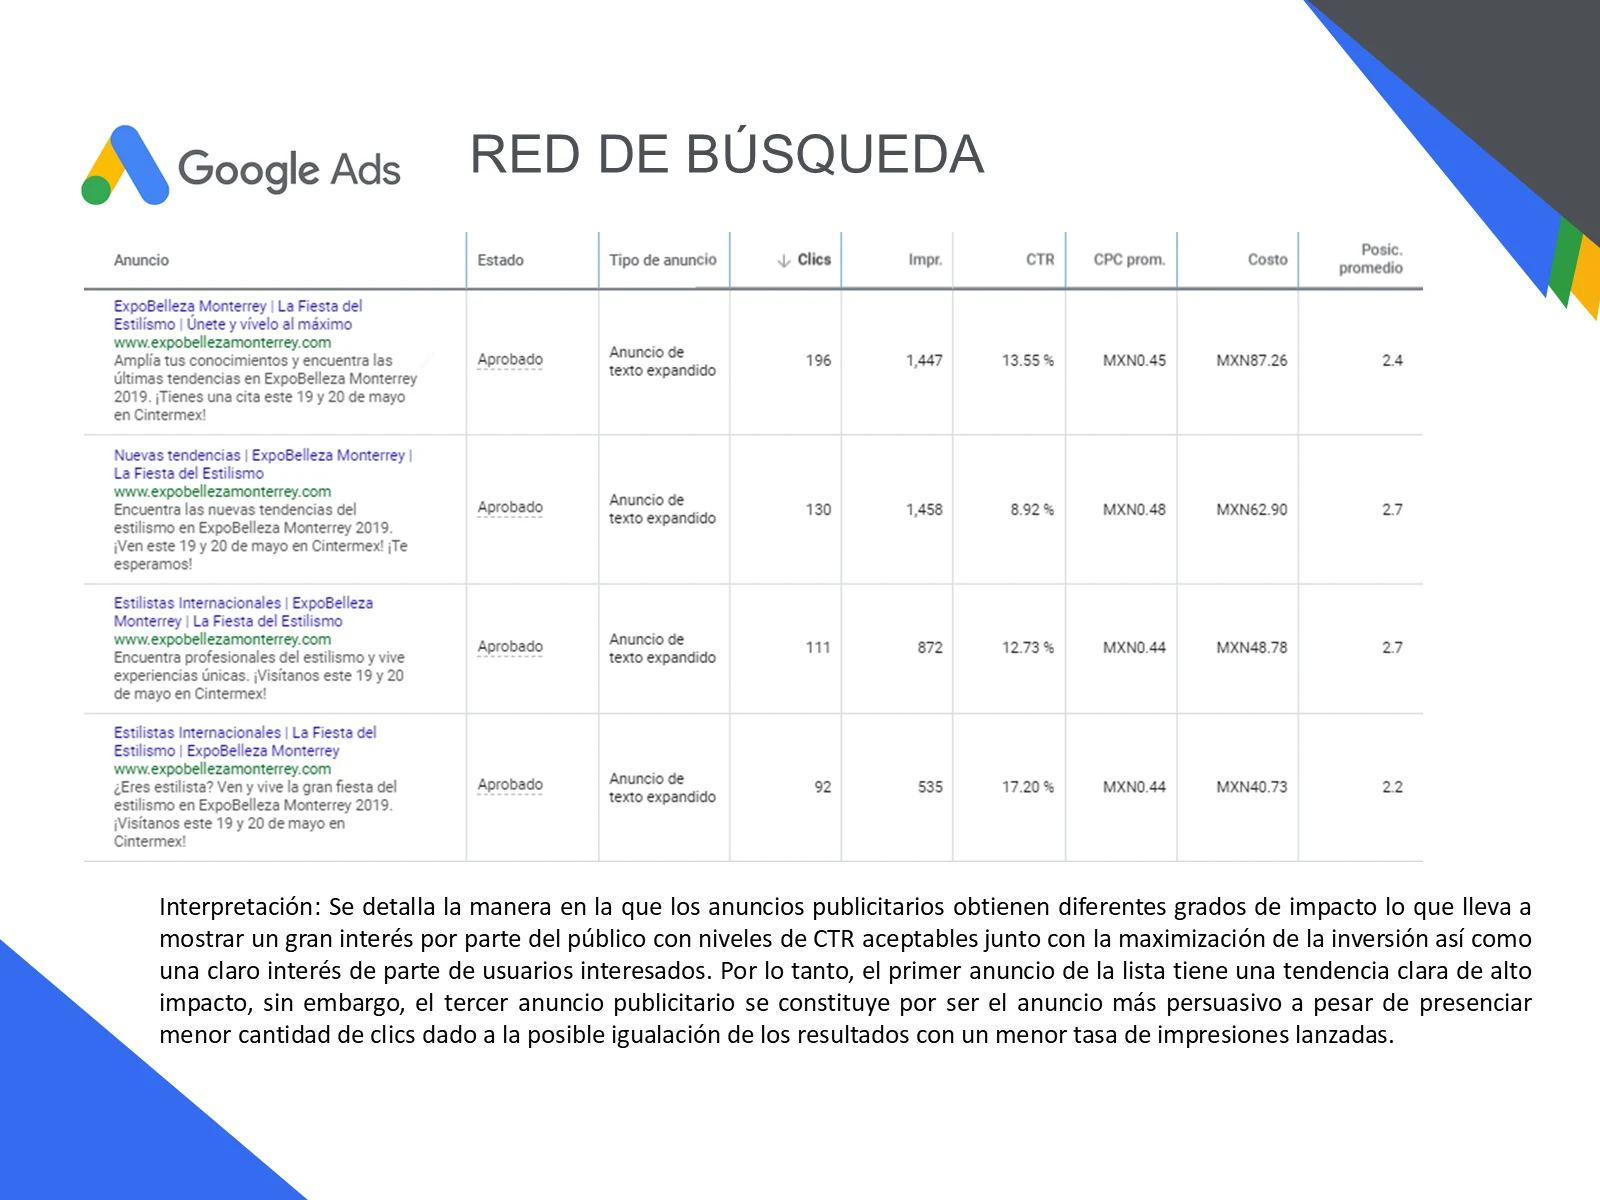 Google Ads
RED DE BÚSQUEDA
Anuncio
Estado
Tipo de anuncio
↓ Clics
Impr.
CTR
CPC prom.
Costo
Posic.
promedio
ExpoBelleza Monterrey | La Fiesta del
Estilísmo | Únete y vívelo al máximo
www.expobellezamonterrey.com
Amplía tus conocimientos y encuentra las
últimas tendencias en ExpoBelleza Monterrey
2019. ¡Tienes una cita este 19 y 20 de mayo
en Cintermex!
Aprobado
Anuncio de
texto expandido
196
1,447
13.55 %
MXN0.45
MXN87.26
2.4
Nuevas tendencias | ExpoBelleza Monterrey |
La Fiesta del Estilismo
www.expobellezamonterrey.com
Encuentra las nuevas tendencias del
estilismo en ExpoBelleza Monterrey 2019.
¡Ven este 19 y 20 de mayo en Cintermex! ¡Te
esperamos!
Aprobado
Anuncio de
texto expandido
130
1,458
8.92 %
MXN0.48
MXN62.90
2.7
Estilistas Internacionales | ExpoBelleza
Monterrey | La Fiesta del Estilismo
www.expobellezamonterrey.com
Encuentra profesionales del estilismo y vive
experiencias únicas. ¡Visítanos este 19 y 20
de mayo en Cintermex!
Aprobado
Anuncio de
texto expandido
111
872
12.73 %
MXN0.44
MXN48.78
2.7
Estilistas Internacionales | La Fiesta del
Estilismo | ExpoBelleza Monterrey
www.expobellezamonterrey.com
¿Eres estilista? Ven y vive la gran fiesta del
estilismo en ExpoBelleza Monterrey 2019.
¡Visítanos este 19 y 20 de mayo en
Cintermex!
Aprobado
Anuncio de
texto expandido
92
535
17.20 %
MXN0.44
MXN40.73
2.2
Interpretación: Se detalla la manera en la que los anuncios publicitarios obtienen diferentes grados de impacto lo que lleva a
mostrar un gran interés por parte del público con niveles de CTR aceptables junto con la maximización de la inversión así como
una claro interés de parte de usuarios interesados. Por lo tanto, el primer anuncio de la lista tiene una tendencia clara de alto
impacto, sin embargo, el tercer anuncio publicitario se constituye por ser el anuncio más persuasivo a pesar de presenciar
menor cantidad de clics dado a la posible igualación de los resultados con un menor tasa de impresiones lanzadas.